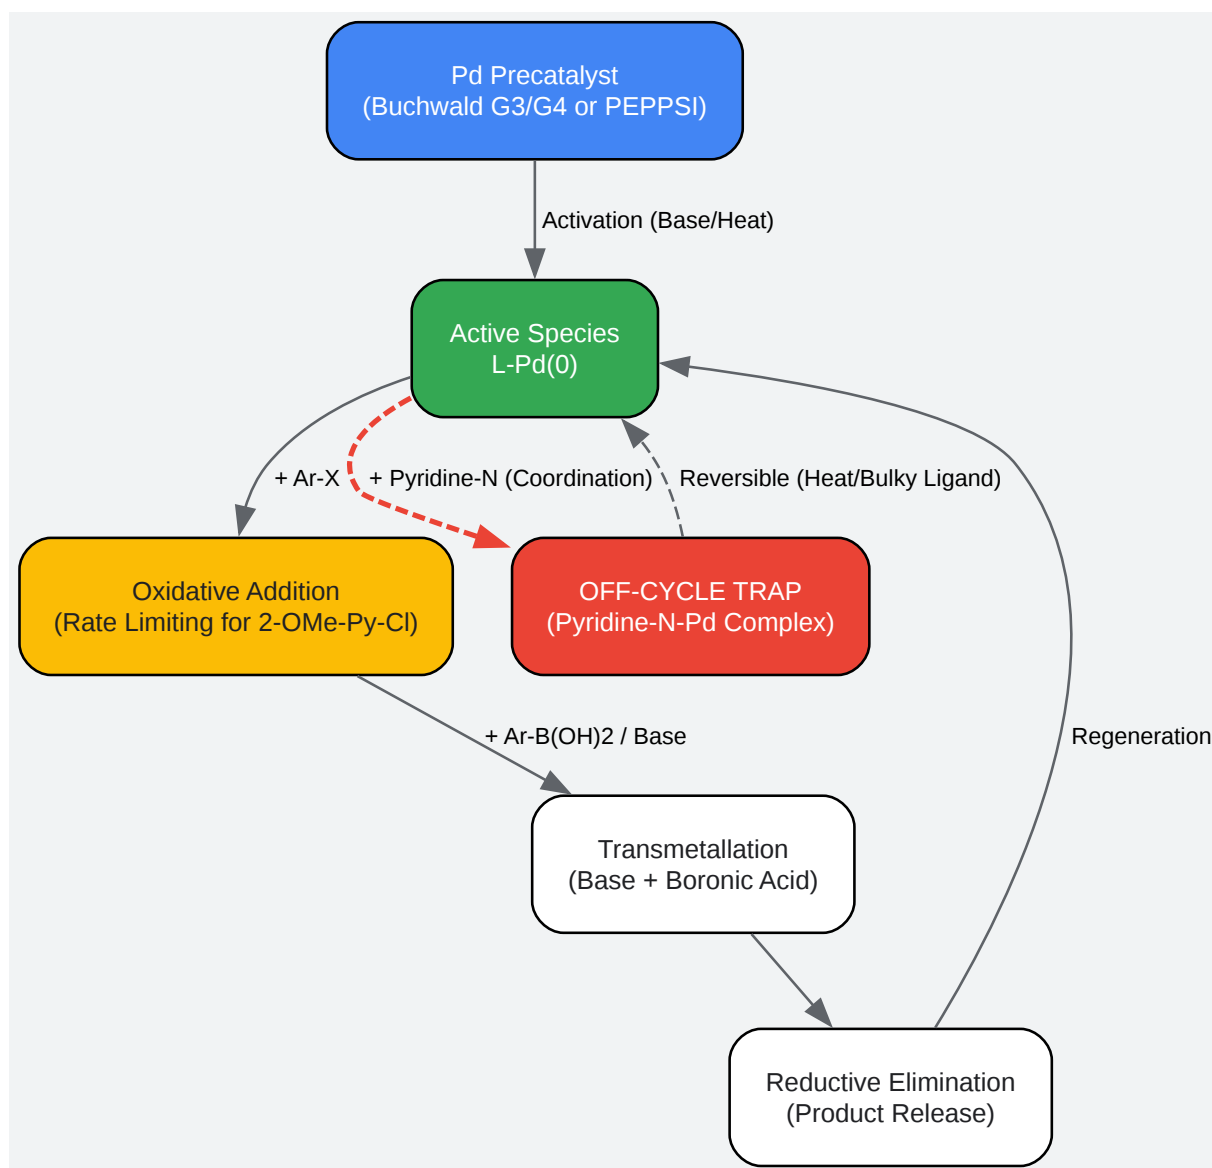 Pd Precatalyst
(Buchwald G3/G4 or PEPPSI)
Activation (Base/Heat)
Active Species
L-Pd(0)
+ Ar-X
+ Pyridine-N (Coordination)
Reversible (Heat/Bulky Ligand)
Oxidative Addition
(Rate Limiting for 2-OMe-Py-Cl)
OFF-CYCLE TRAP
(Pyridine-N-Pd Complex)
+ Ar-B(OH)2 / Base
Regeneration
Transmetallation
(Base + Boronic Acid)
Reductive Elimination
(Product Release)